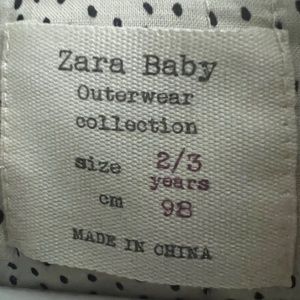 Zara Baby
Outerwear
collection
size 2/3
years
cm 98
MADE IN CHINA